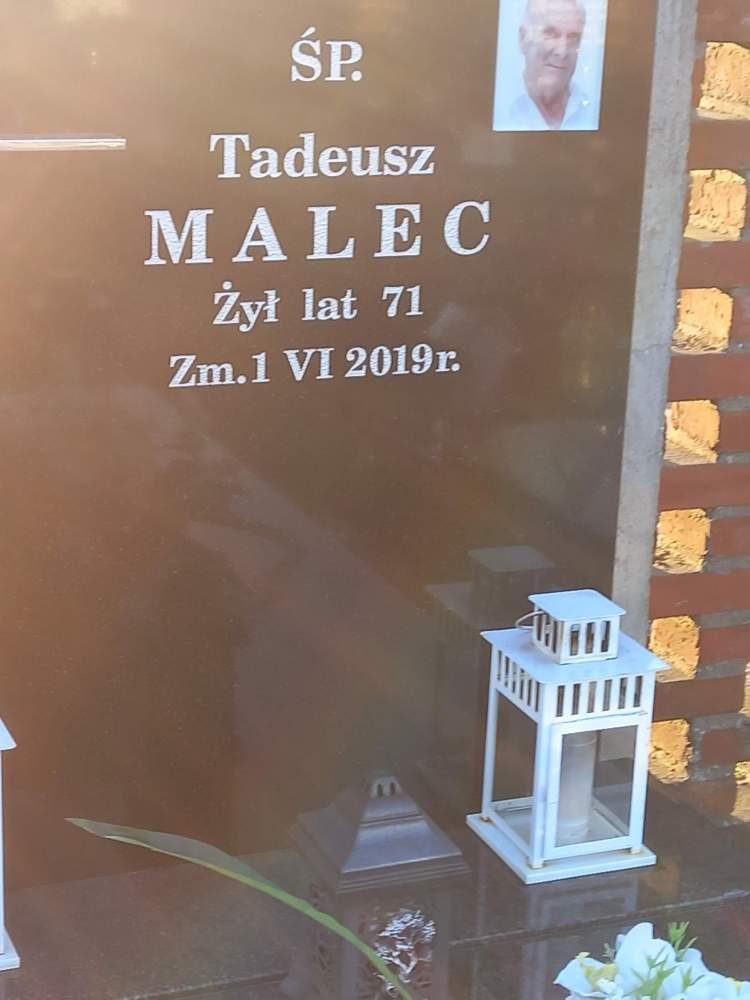 ŚP.
Tadeusz
MALEC
Żył lat 71
Zm.1 VI 2019r.